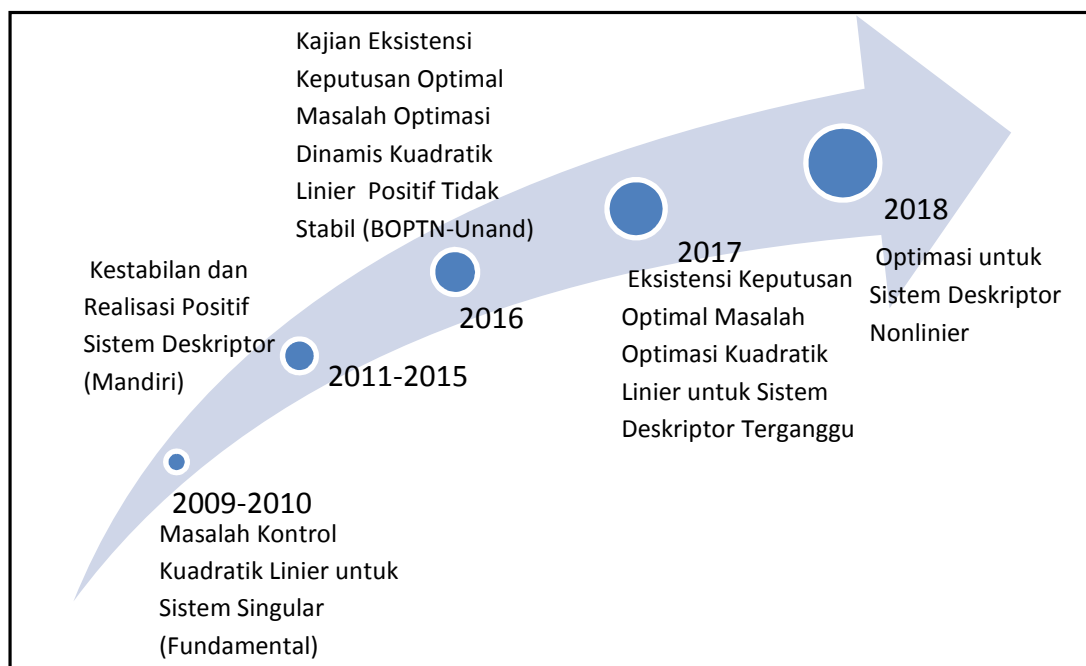 Kajian Eksistensi
Keputusan Optimal
Masalah Optimasi
Dinamis Kuadratik
Linier Positif Tidak
Stabil (BOPTN-Unand)
2016
Kestabilan dan
Realisasi Positif
Sistem Deskriptor
(Mandiri)
2011-2015
2009-2010
Masalah Kontrol
Kuadratik Linier untuk
Sistem Singular
(Fundamental)
2017
Eksistensi Keputusan
Optimal Masalah
Optimasi Kuadratik
Linier untuk Sistem
Deskriptor Terganggu
2018
Optimasi untuk
Sistem Deskriptor
Nonlinier